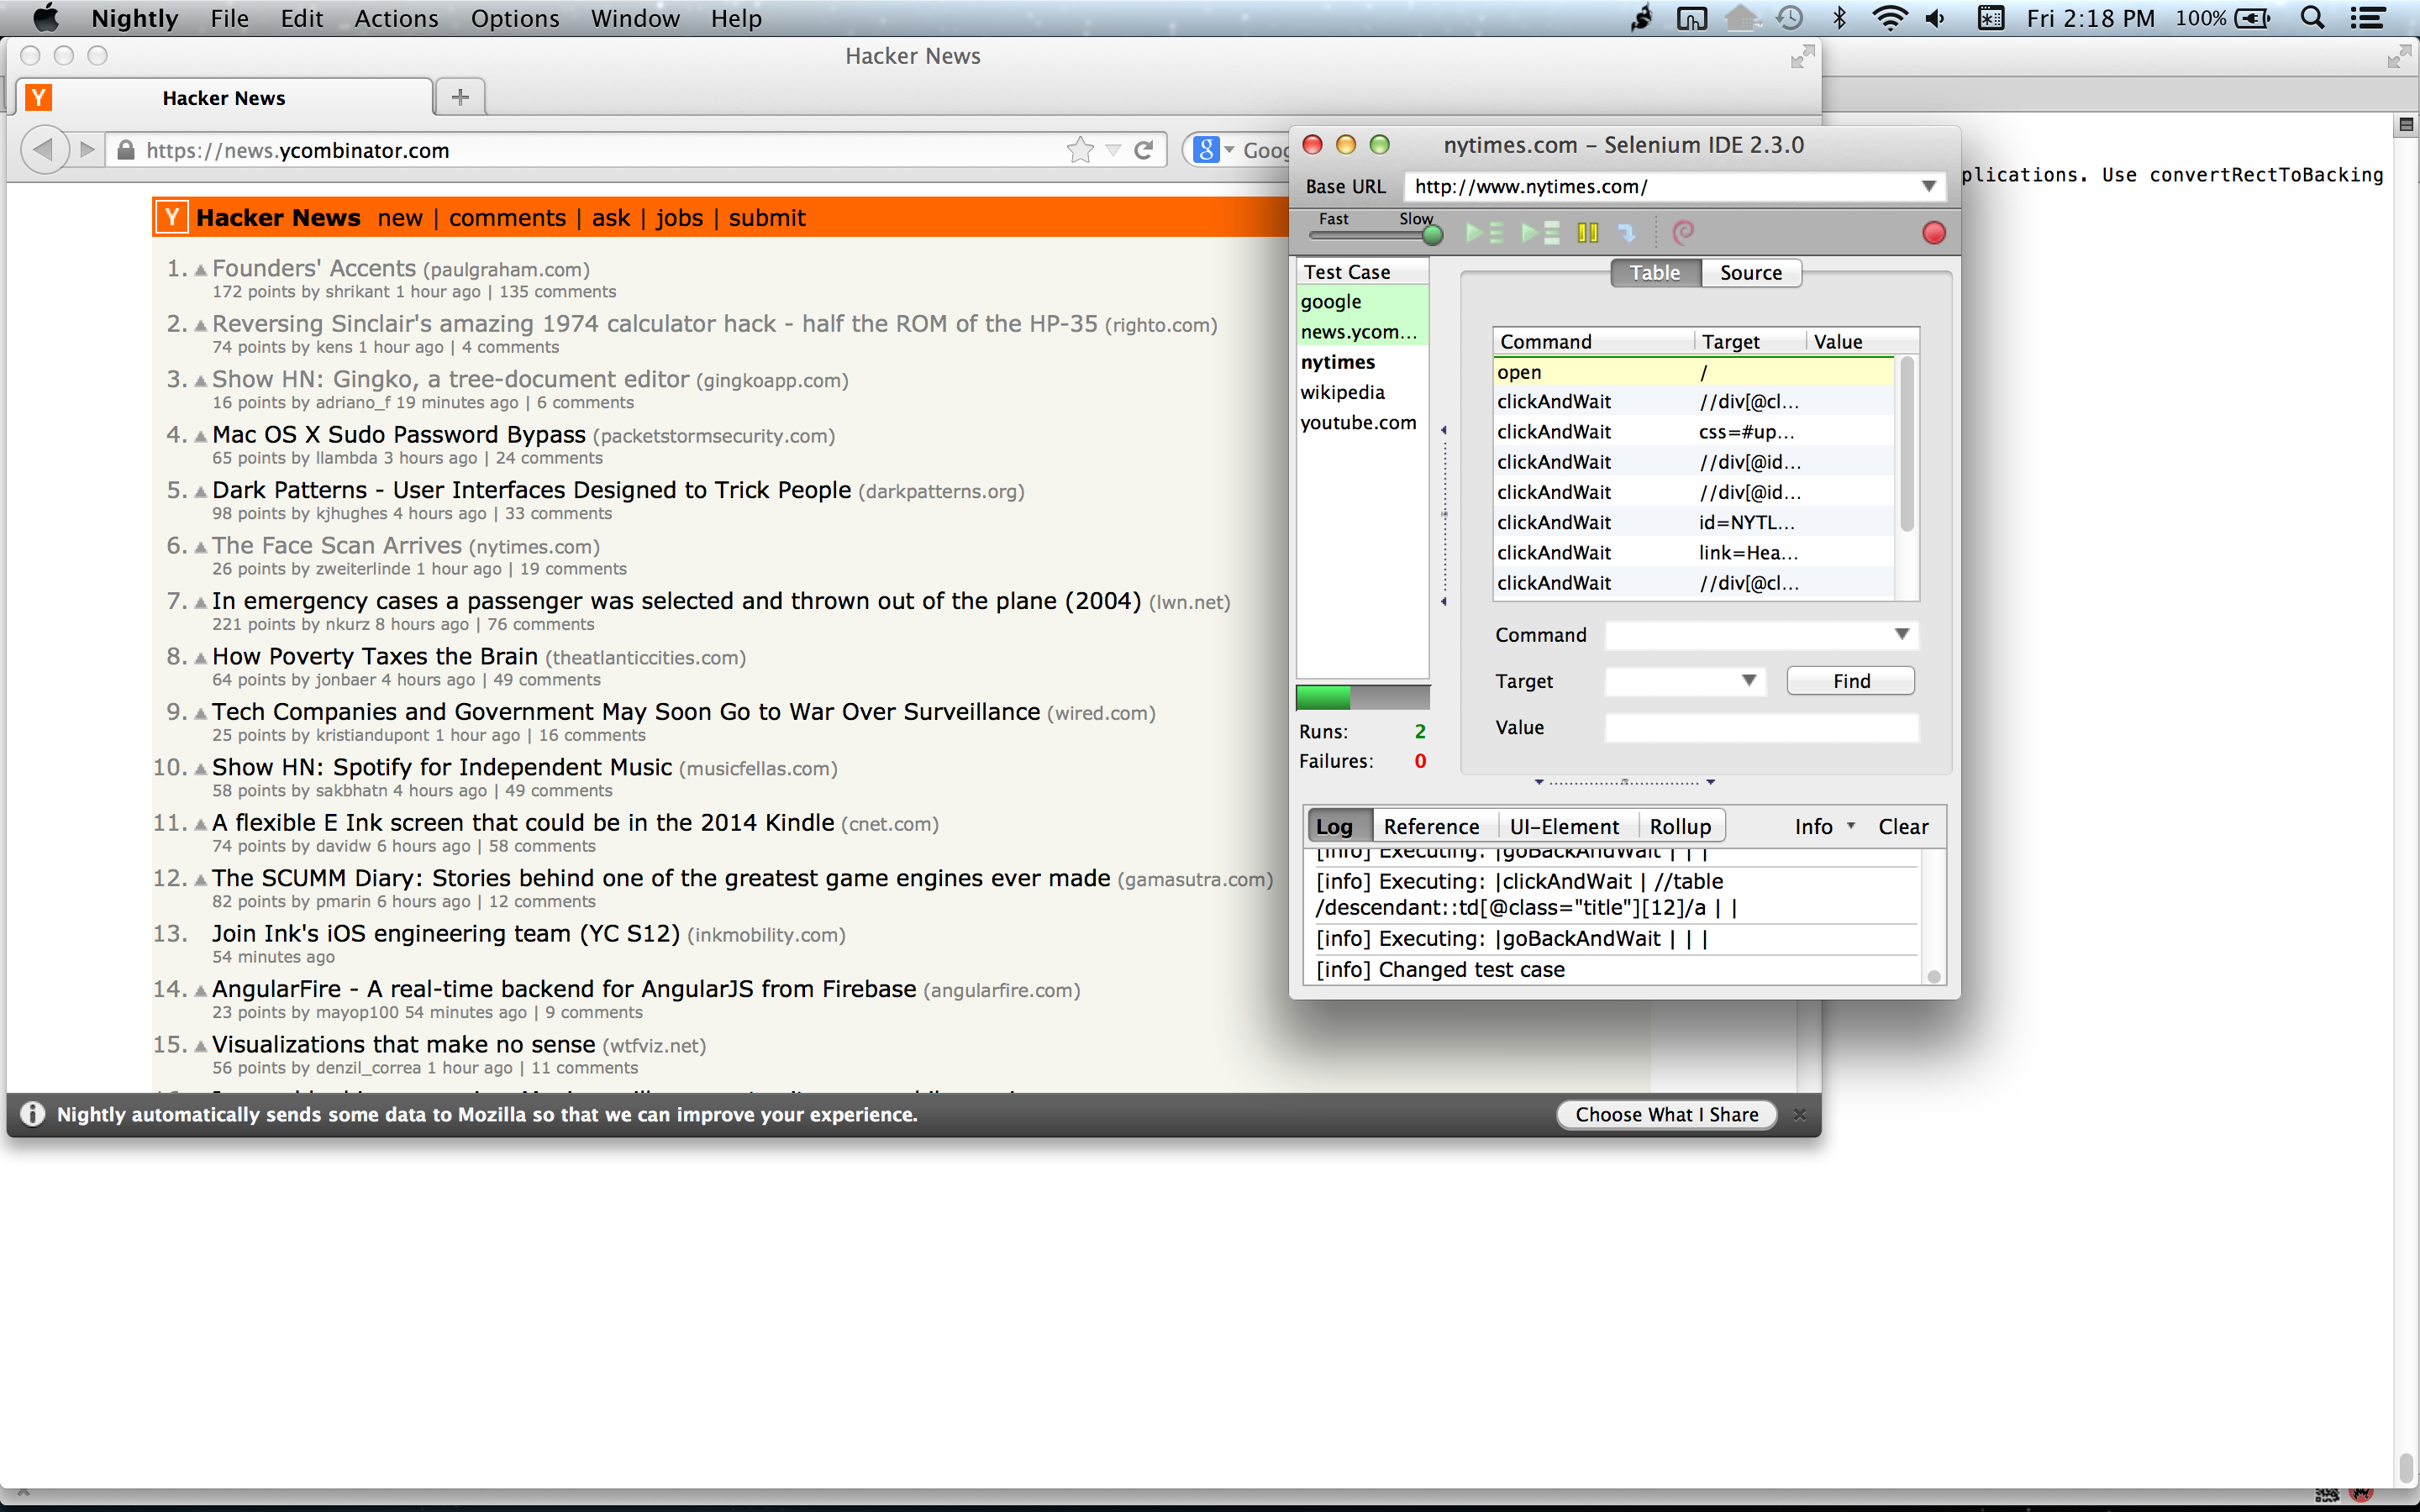 Nightly File Edit Actions Options Window Help Fri 2:18 PM 100%
Hacker News
Y Hacker News
https://news.ycombinator.com
g Goog
Y Hacker News new | comments | ask | jobs | submit
1. Founders' Accents (paulgraham.com)
172 points by shrikant 1 hour ago | 135 comments
2. Reversing Sinclair's amazing 1974 calculator hack - half the ROM of the HP-35 (righto.com)
74 points by kens 1 hour ago | 4 comments
3. Show HN: Gingko, a tree-document editor (gingkoapp.com)
16 points by adriano_f 19 minutes ago | 6 comments
4. Mac OS X Sudo Password Bypass (packetstormsecurity.com)
65 points by llambda 3 hours ago | 24 comments
5. Dark Patterns - User Interfaces Designed to Trick People (darkpatterns.org)
98 points by kjhughes 4 hours ago | 33 comments
6. The Face Scan Arrives (nytimes.com)
26 points by zweiterlinde 1 hour ago | 19 comments
7. In emergency cases a passenger was selected and thrown out of the plane (2004) (lwn.net)
221 points by nkurz 8 hours ago | 76 comments
8. How Poverty Taxes the Brain (theatlanticcities.com)
64 points by jonbaer 4 hours ago | 49 comments
9. Tech Companies and Government May Soon Go to War Over Surveillance (wired.com)
25 points by kristiandupont 1 hour ago | 16 comments
10. Show HN: Spotify for Independent Music (musicfellas.com)
58 points by sakbhatn 4 hours ago | 49 comments
11. A flexible E Ink screen that could be in the 2014 Kindle (cnet.com)
74 points by davidw 6 hours ago | 58 comments
12. The SCUMM Diary: Stories behind one of the greatest game engines ever made (gamasutra.com)
82 points by pmarin 6 hours ago | 12 comments
13. Join Ink's iOS engineering team (YC S12) (inkmobility.com)
54 minutes ago
14. AngularFire - A real-time backend for AngularJS from Firebase (angularfire.com)
23 points by mayop100 54 minutes ago | 9 comments
15. Visualizations that make no sense (wtfviz.net)
56 points by denzil_correa 1 hour ago | 11 comments
Nightly automatically sends some data to Mozilla so that we can improve your experience. Choose What I Share
nytimes.com – Selenium IDE 2.3.0
Base URL http://www.nytimes.com/
Fast Slow
Test Case
google
news.ycom...
nytimes
wikipedia
youtube.com
Runs: 2
Failures: 0
Table Source
Command Target Value
open /
clickAndWait //div[@cl...
clickAndWait css=#up...
clickAndWait //div[@id...
clickAndWait //div[@id...
clickAndWait id=NYTL...
clickAndWait link=Hea...
clickAndWait //div[@cl...
Command
Target Find
Value
Log Reference UI-Element Rollup Info Clear
[info] Executing: |goBackAndWait | | |
[info] Executing: |clickAndWait | //table
/descendant::td[@class="title"][12]/a | |
[info] Executing: |goBackAndWait | | |
[info] Changed test case
plications. Use convertRectToBacking